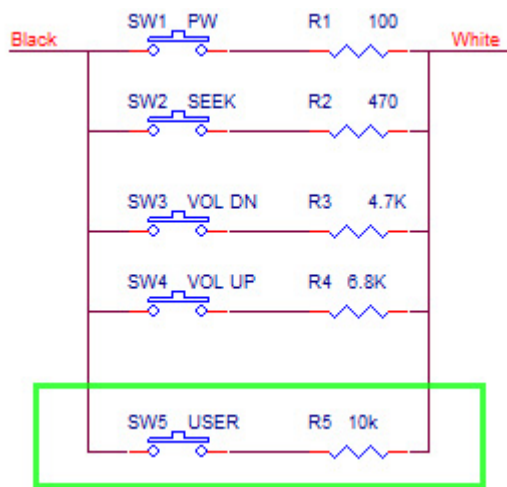 SW1 PW R1 100
Black White
SW2 SEEK R2 470
SW3 VOL DN R3 4.7K
SW4 VOL UP R4 6.8K
SW5 USER R5 10k